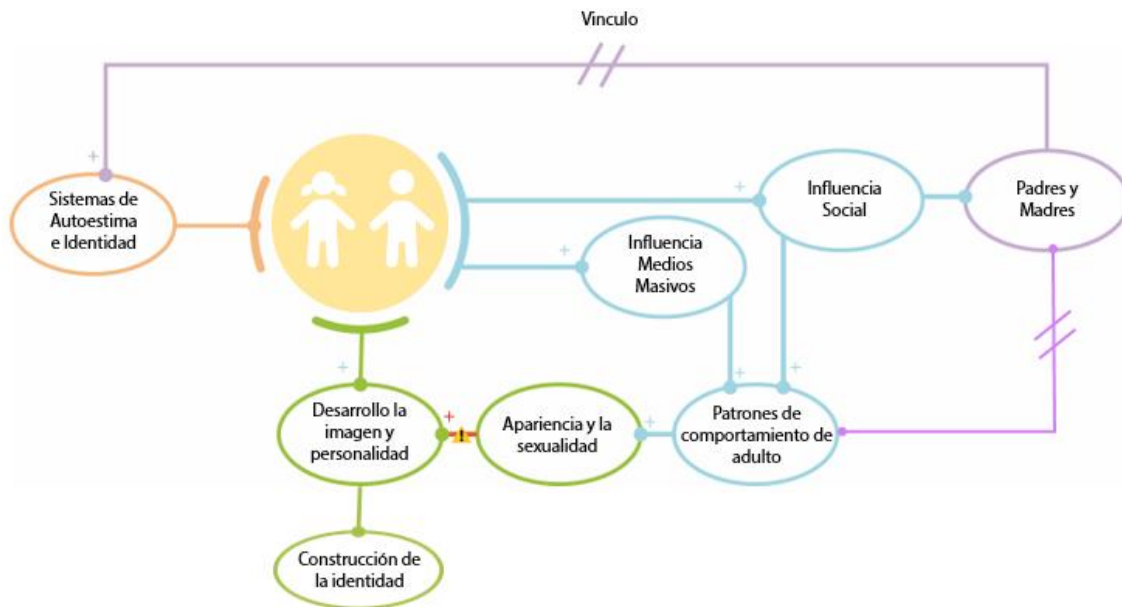 Vinculo
Sistemas de
Autoestima
e Identidad
Influencia
Social
Padres y
Madres
Influencia
Medios
Masivos
Desarrollo la
imagen y
personalidad
Apariencia y la
sexualidad
Patrones de
comportamiento de
adulto
Construcción de
la identidad